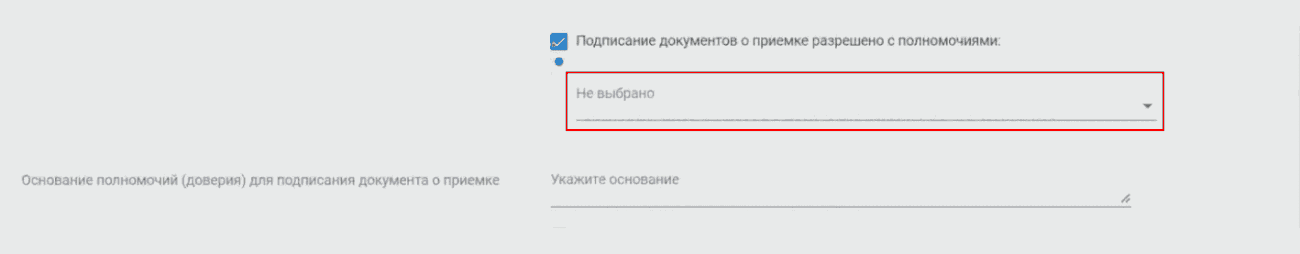 Подписание документов о приемке разрешено с полномочиями:
Не выбрано
Основание полномочий (доверия) для подписания документа о приемке
Укажите основание